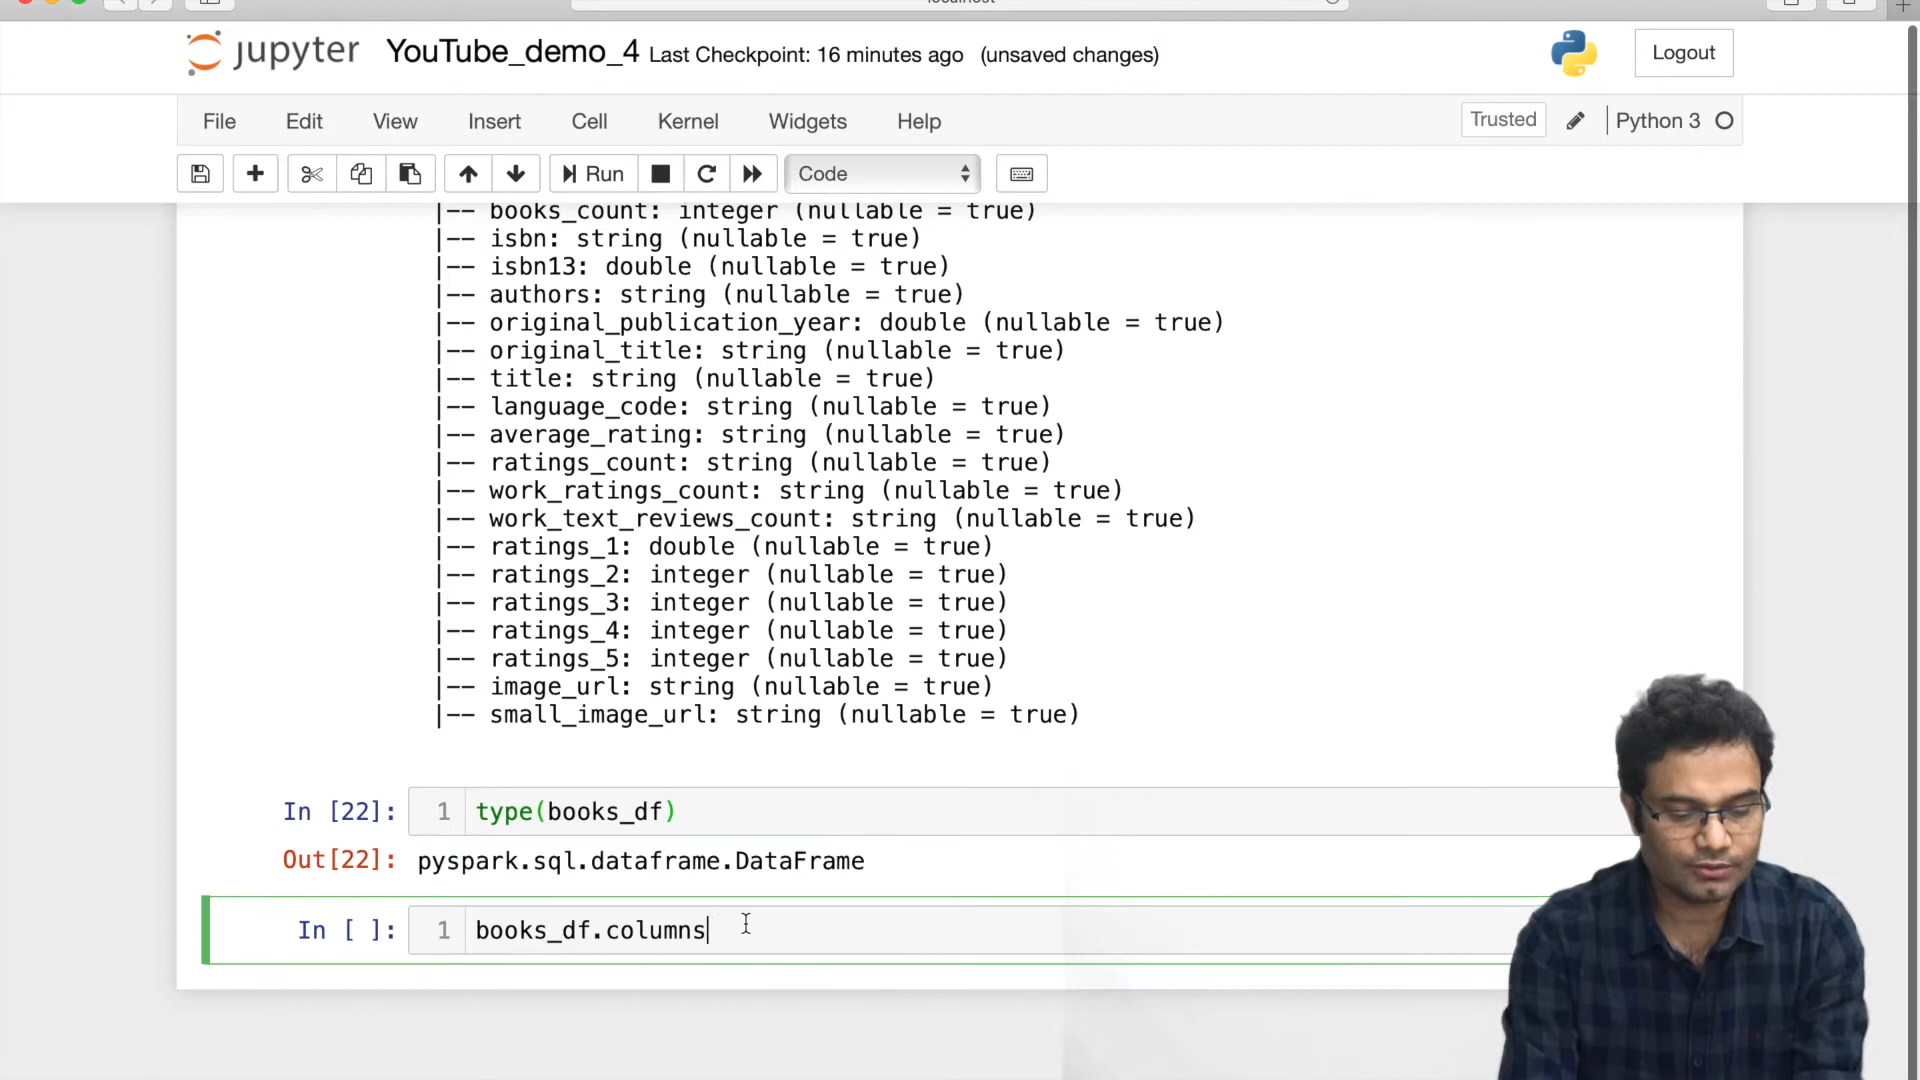 localhost
jupyter YouTube_demo_4 Last Checkpoint: 16 minutes ago (unsaved changes) Logout
File Edit View Insert Cell Kernel Widgets Help Trusted Python 3
Run Code
|-- books_count: integer (nullable = true)
|-- isbn: string (nullable = true)
|-- isbn13: double (nullable = true)
|-- authors: string (nullable = true)
|-- original_publication_year: double (nullable = true)
|-- original_title: string (nullable = true)
|-- title: string (nullable = true)
|-- language_code: string (nullable = true)
|-- average_rating: string (nullable = true)
|-- ratings_count: string (nullable = true)
|-- work_ratings_count: string (nullable = true)
|-- work_text_reviews_count: string (nullable = true)
|-- ratings_1: double (nullable = true)
|-- ratings_2: integer (nullable = true)
|-- ratings_3: integer (nullable = true)
|-- ratings_4: integer (nullable = true)
|-- ratings_5: integer (nullable = true)
|-- image_url: string (nullable = true)
|-- small_image_url: string (nullable = true)
In [22]: 1 type(books_df)
Out[22]: pyspark.sql.dataframe.DataFrame
In [ ]: 1 books_df.columns